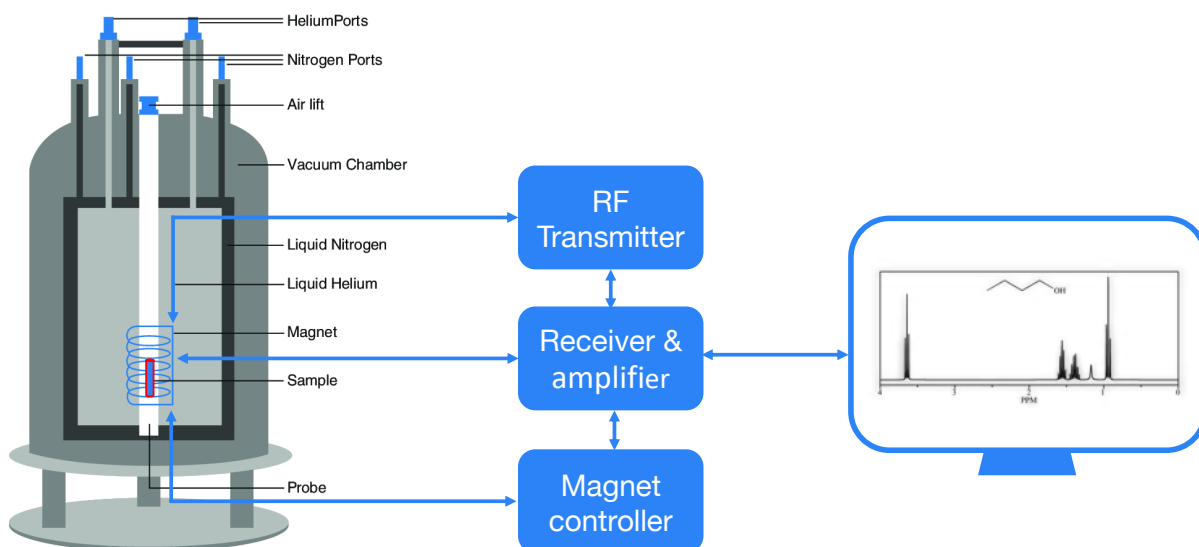 HeliumPorts
Nitrogen Ports
Air lift
Vacuum Chamber
Liquid Nitrogen
Liquid Helium
Magnet
Sample
Probe
RF
Transmitter
Receiver &
amplifier
Magnet
controller
OH
4 3 2 1 0
PPM